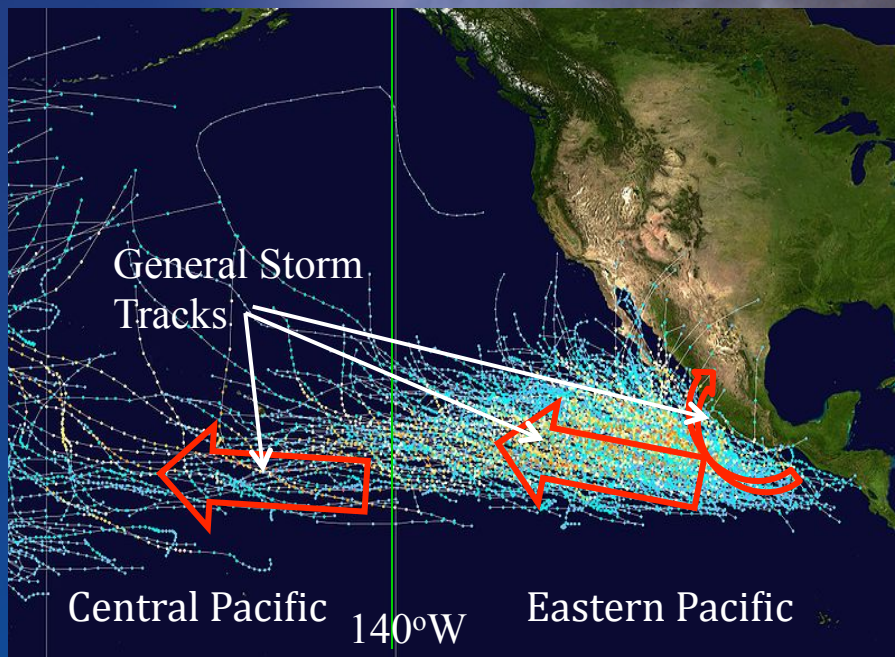 General Storm
Tracks
Central Pacific
140°W
Eastern Pacific